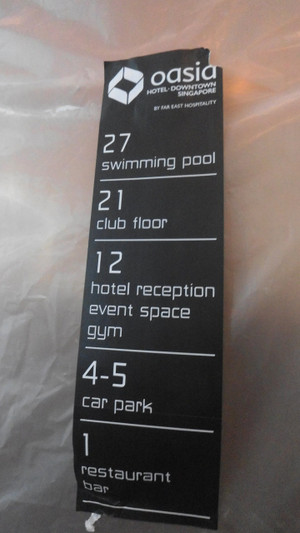 oasia
HOTEL·DOWNTOWN
SINGAPORE
BY FAR EAST HOSPITALITY
27
swimming pool
21
club floor
12
hotel reception
event space
gym
4-5
car park
1
restaurant
bar